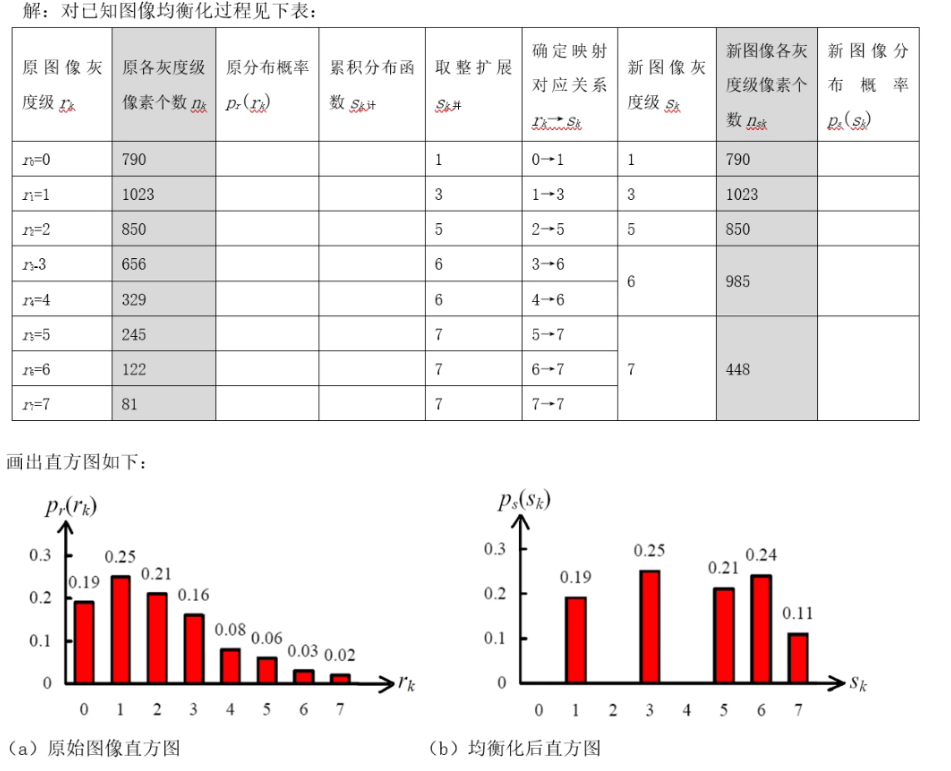 解：对已知图像均衡化过程见下表：
原图像灰度级 rk 原各灰度级像素个数 nk 原分布概率 pr(rk) 累积分布函数 sk计 取整扩展 sk并 确定映射对应关系 rk→sk 新图像灰度级 sk 新图像各灰度级像素个数 nsk 新图像分布概率 ps(sk)
r0=0 790 1 0→1 1 790
r1=1 1023 3 1→3 3 1023
r2=2 850 5 2→5 5 850
r3=3 656 6 3→6 6 985
r4=4 329 6 4→6
r5=5 245 7 5→7 7 448
r6=6 122 7 6→7
r7=7 81 7 7→7
画出直方图如下：
pr(rk)
0.3
0.2
0.1
0
0.19 0.25 0.21 0.16 0.08 0.06 0.03 0.02
0 1 2 3 4 5 6 7
rk
(a) 原始图像直方图
ps(sk)
0.3
0.2
0.1
0
0.19 0.25 0.21 0.24 0.11
0 1 2 3 4 5 6 7
sk
(b) 均衡化后直方图